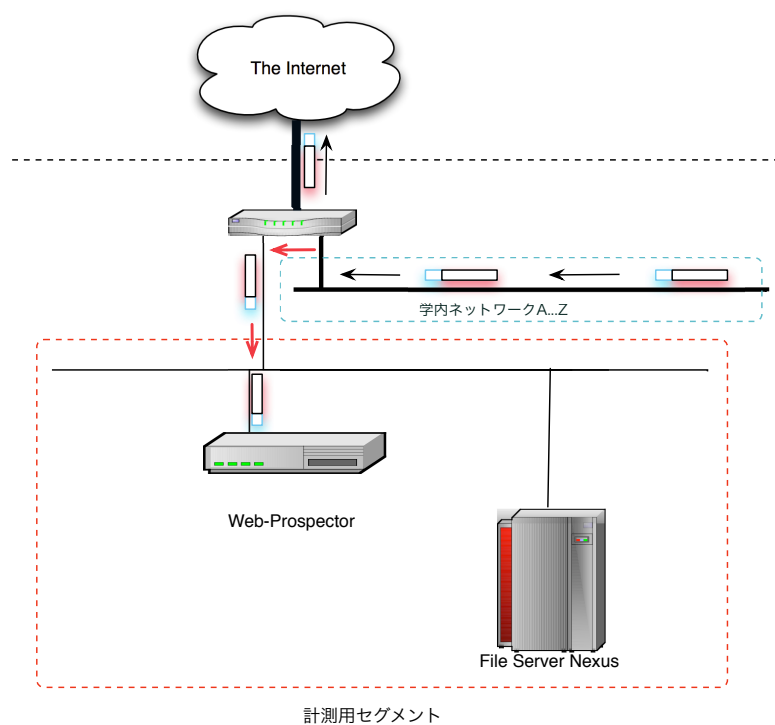 The Internet
学内ネットワークA...Z
Web-Prospector
File Server Nexus
計測用セグメント